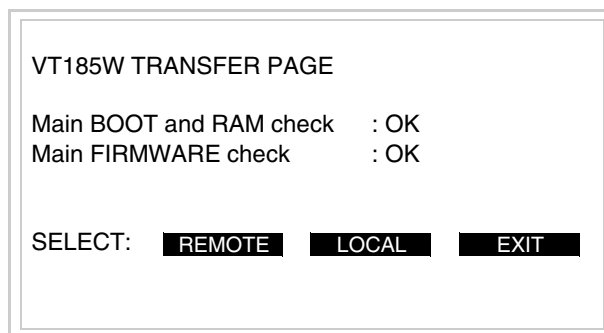 VT185W TRANSFER PAGE
Main BOOT and RAM check : OK
Main FIRMWARE check : OK
SELECT: REMOTE LOCAL EXIT